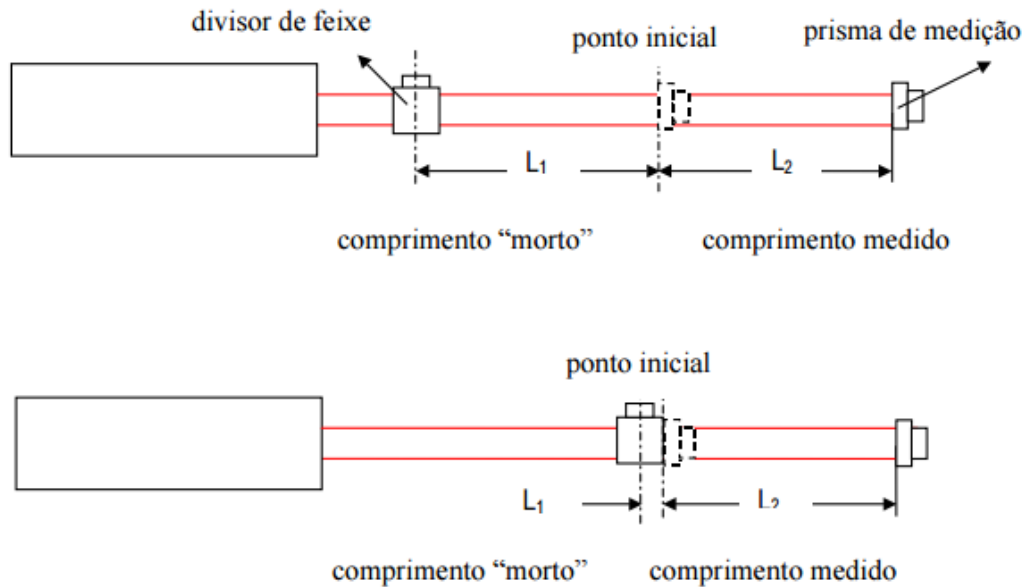 divisor de feixe
ponto inicial
prisma de medição
L₁
L₂
comprimento “morto”
comprimento medido
ponto inicial
L₁
L₂
comprimento “morto”
comprimento medido